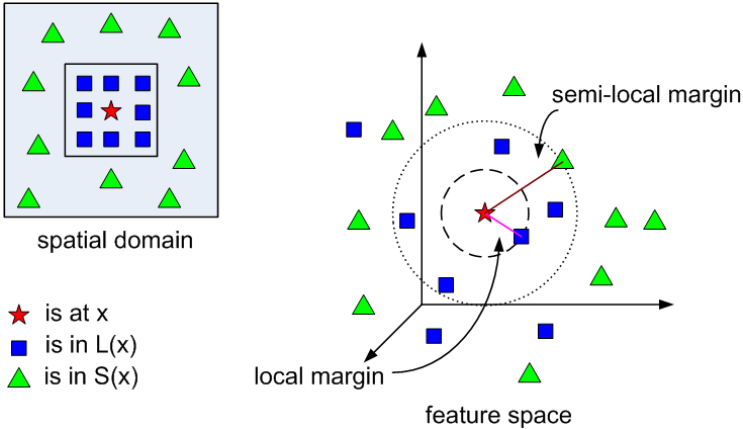 semi-local margin
spatial domain
is at x
is in L(x)
is in S(x)
local margin
feature space